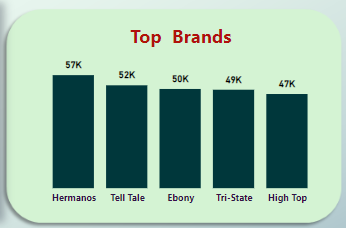 Top Brands
57K
52K
50K
49K
47K
Hermanos Tell Tale Ebony Tri-State High Top